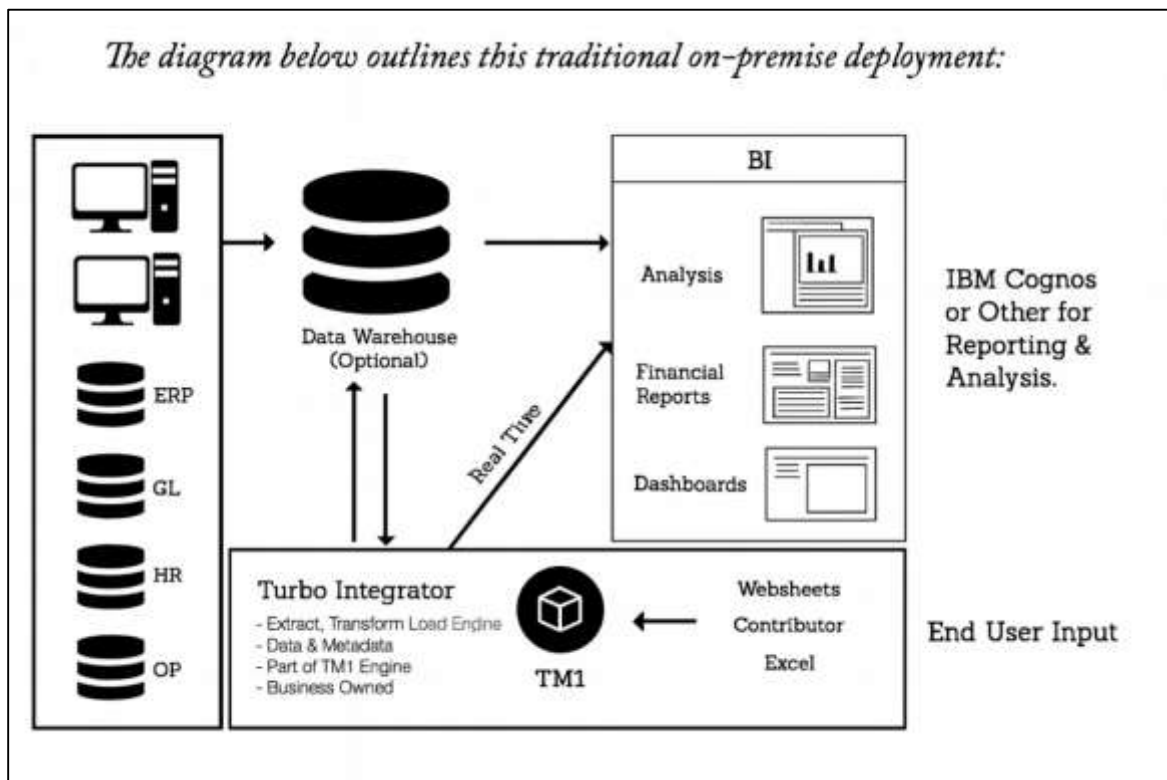 The diagram below outlines this traditional on-premise deployment:
ERP
GL
HR
OP
Data Warehouse
(Optional)
Real Time
BI
Analysis
Financial
Reports
Dashboards
IBM Cognos
or Other for
Reporting &
Analysis.
Turbo Integrator
- Extract, Transform Load Engine
- Data & Metadata
- Part of TM1 Engine
- Business Owned
TM1
Websheets
Contributor
Excel
End User Input